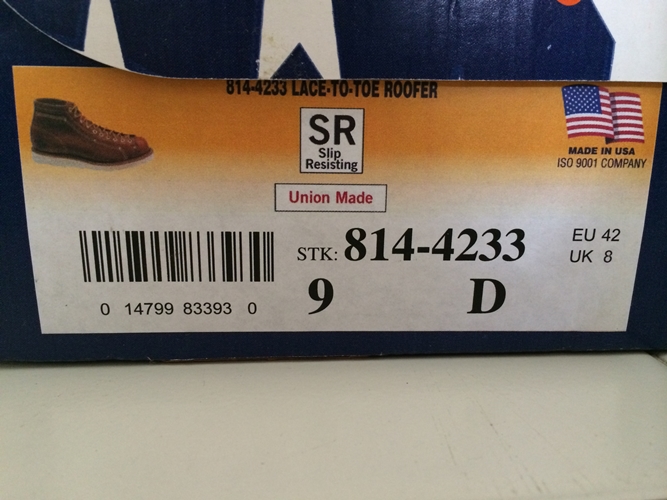 814-4233 LACE-TO-TOE ROOFER
SR
Slip
Resisting
MADE IN USA
ISO 9001 COMPANY
Union Made
STK: 814-4233
EU 42
UK 8
9 D
0 14799 83393 0